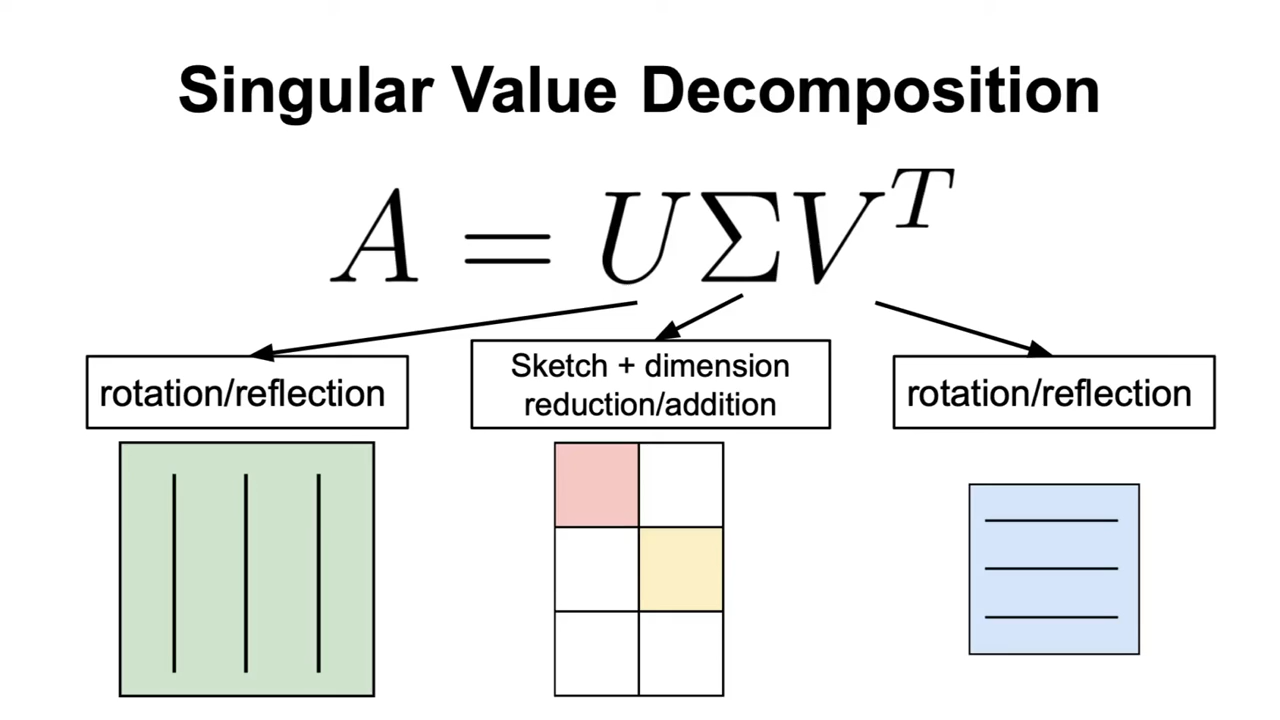 Singular Value Decomposition
A = UΣV^T
rotation/reflection
Sketch + dimension
reduction/addition
rotation/reflection